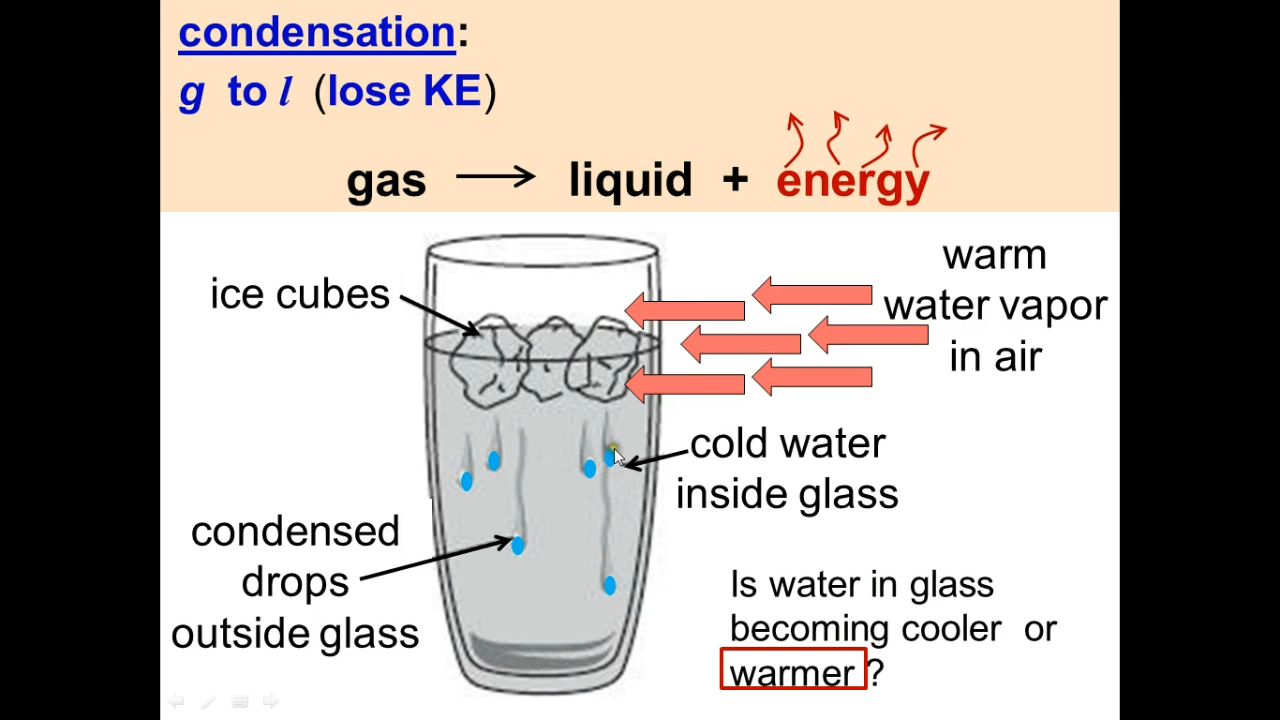 condensation:
g to l (lose KE)
gas → liquid + energy
ice cubes
warm
water vapor
in air
cold water
inside glass
condensed
drops
outside glass
Is water in glass
becoming cooler or
warmer ?